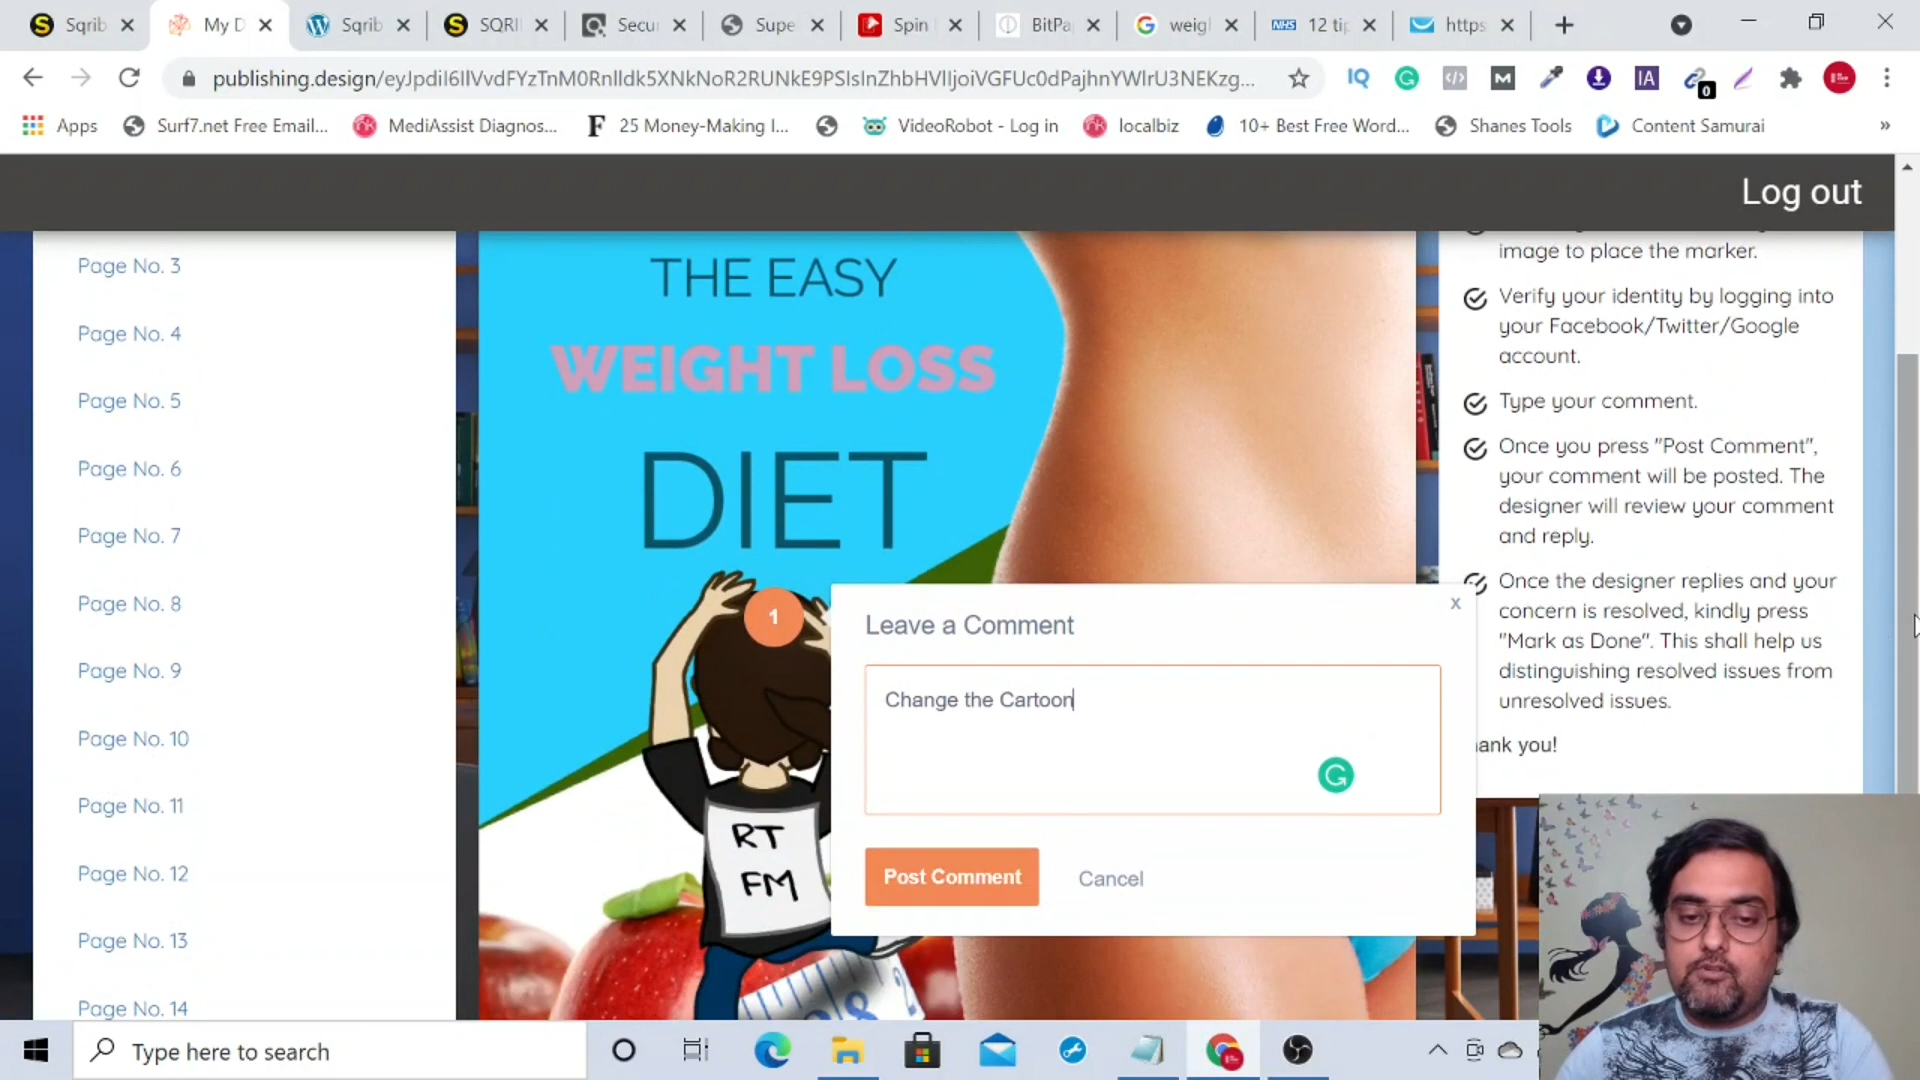 Sqrib
My D
Sqrib
SQRI
Secu
Supe
Spin
BitPa
weig
NHS
12 ti
https
publishing.design/
IQ
M
IA
0
Apps
Surf7.net Free Email...
MediAssist Diagnos...
25 Money-Making I...
VideoRobot - Log in
localbiz
10+ Best Free Word...
Shanes Tools
Content Samurai
»
Log out
Page No. 3
Page No. 4
Page No. 5
Page No. 6
Page No. 7
Page No. 8
Page No. 9
Page No. 10
Page No. 11
Page No. 12
Page No. 13
Page No. 14
THE EASY
WEIGHT LOSS
DIET
1
RT
FM
8 2
Leave a Comment
x
Change the Cartoon
Post Comment
Cancel
image to place the marker.
Verify your identity by logging into
your Facebook/Twitter/Google
account.
Type your comment.
Once you press "Post Comment",
your comment will be posted. The
designer will review your comment
and reply.
Once the designer replies and your
concern is resolved, kindly press
"Mark as Done". This shall help us
distinguishing resolved issues from
unresolved issues.
ank you!
Type here to search